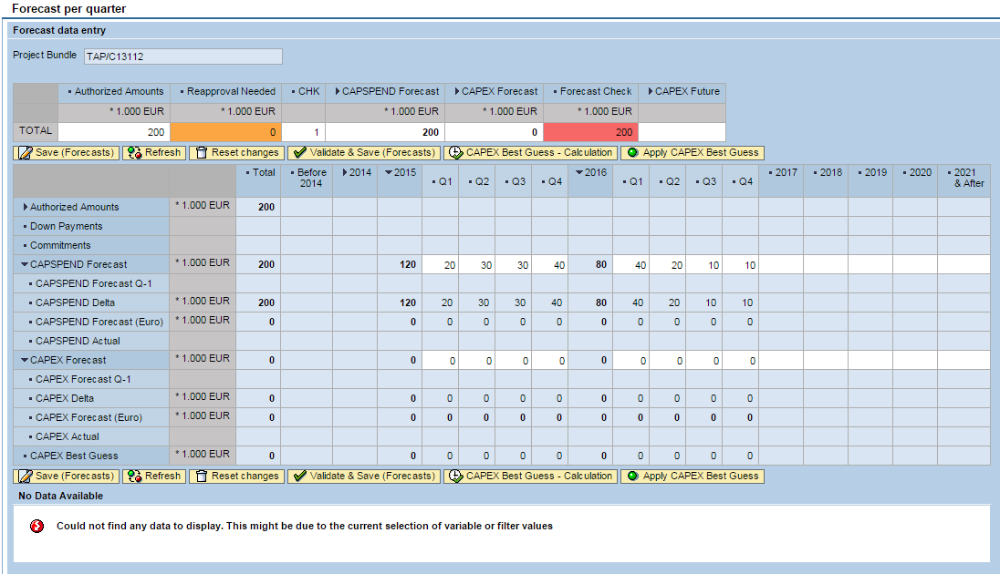 Forecast per quarter
Forecast data entry
Project Bundle TAP/C13112
Authorized Amounts Reapproval Needed CHK CAPSPEND Forecast CAPEX Forecast Forecast Check CAPEX Future
* 1.000 EUR * 1.000 EUR * 1.000 EUR * 1.000 EUR * 1.000 EUR
TOTAL 200 0 1 200 0 200
Save (Forecasts) Refresh Reset changes Validate & Save (Forecasts) CAPEX Best Guess - Calculation Apply CAPEX Best Guess
Total Before 2014 2014 2015 Q1 Q2 Q3 Q4 2016 Q1 Q2 Q3 Q4 2017 2018 2019 2020 2021 & After
Authorized Amounts * 1.000 EUR 200
Down Payments
Commitments
CAPSPEND Forecast * 1.000 EUR 200 120 20 30 30 40 80 40 20 10 10
CAPSPEND Forecast Q-1
CAPSPEND Delta * 1.000 EUR 200 120 20 30 30 40 80 40 20 10 10
CAPSPEND Forecast (Euro) * 1.000 EUR 0 0 0 0 0 0 0 0 0 0 0
CAPSPEND Actual
CAPEX Forecast * 1.000 EUR 0 0 0 0 0 0 0 0 0 0 0
CAPEX Forecast Q-1
CAPEX Delta * 1.000 EUR 0 0 0 0 0 0 0 0 0 0 0
CAPEX Forecast (Euro) * 1.000 EUR 0 0 0 0 0 0 0 0 0 0 0
CAPEX Actual
CAPEX Best Guess * 1.000 EUR 0 0 0 0 0 0 0 0 0 0 0
Save (Forecasts) Refresh Reset changes Validate & Save (Forecasts) CAPEX Best Guess - Calculation Apply CAPEX Best Guess
No Data Available
Could not find any data to display. This might be due to the current selection of variable or filter values